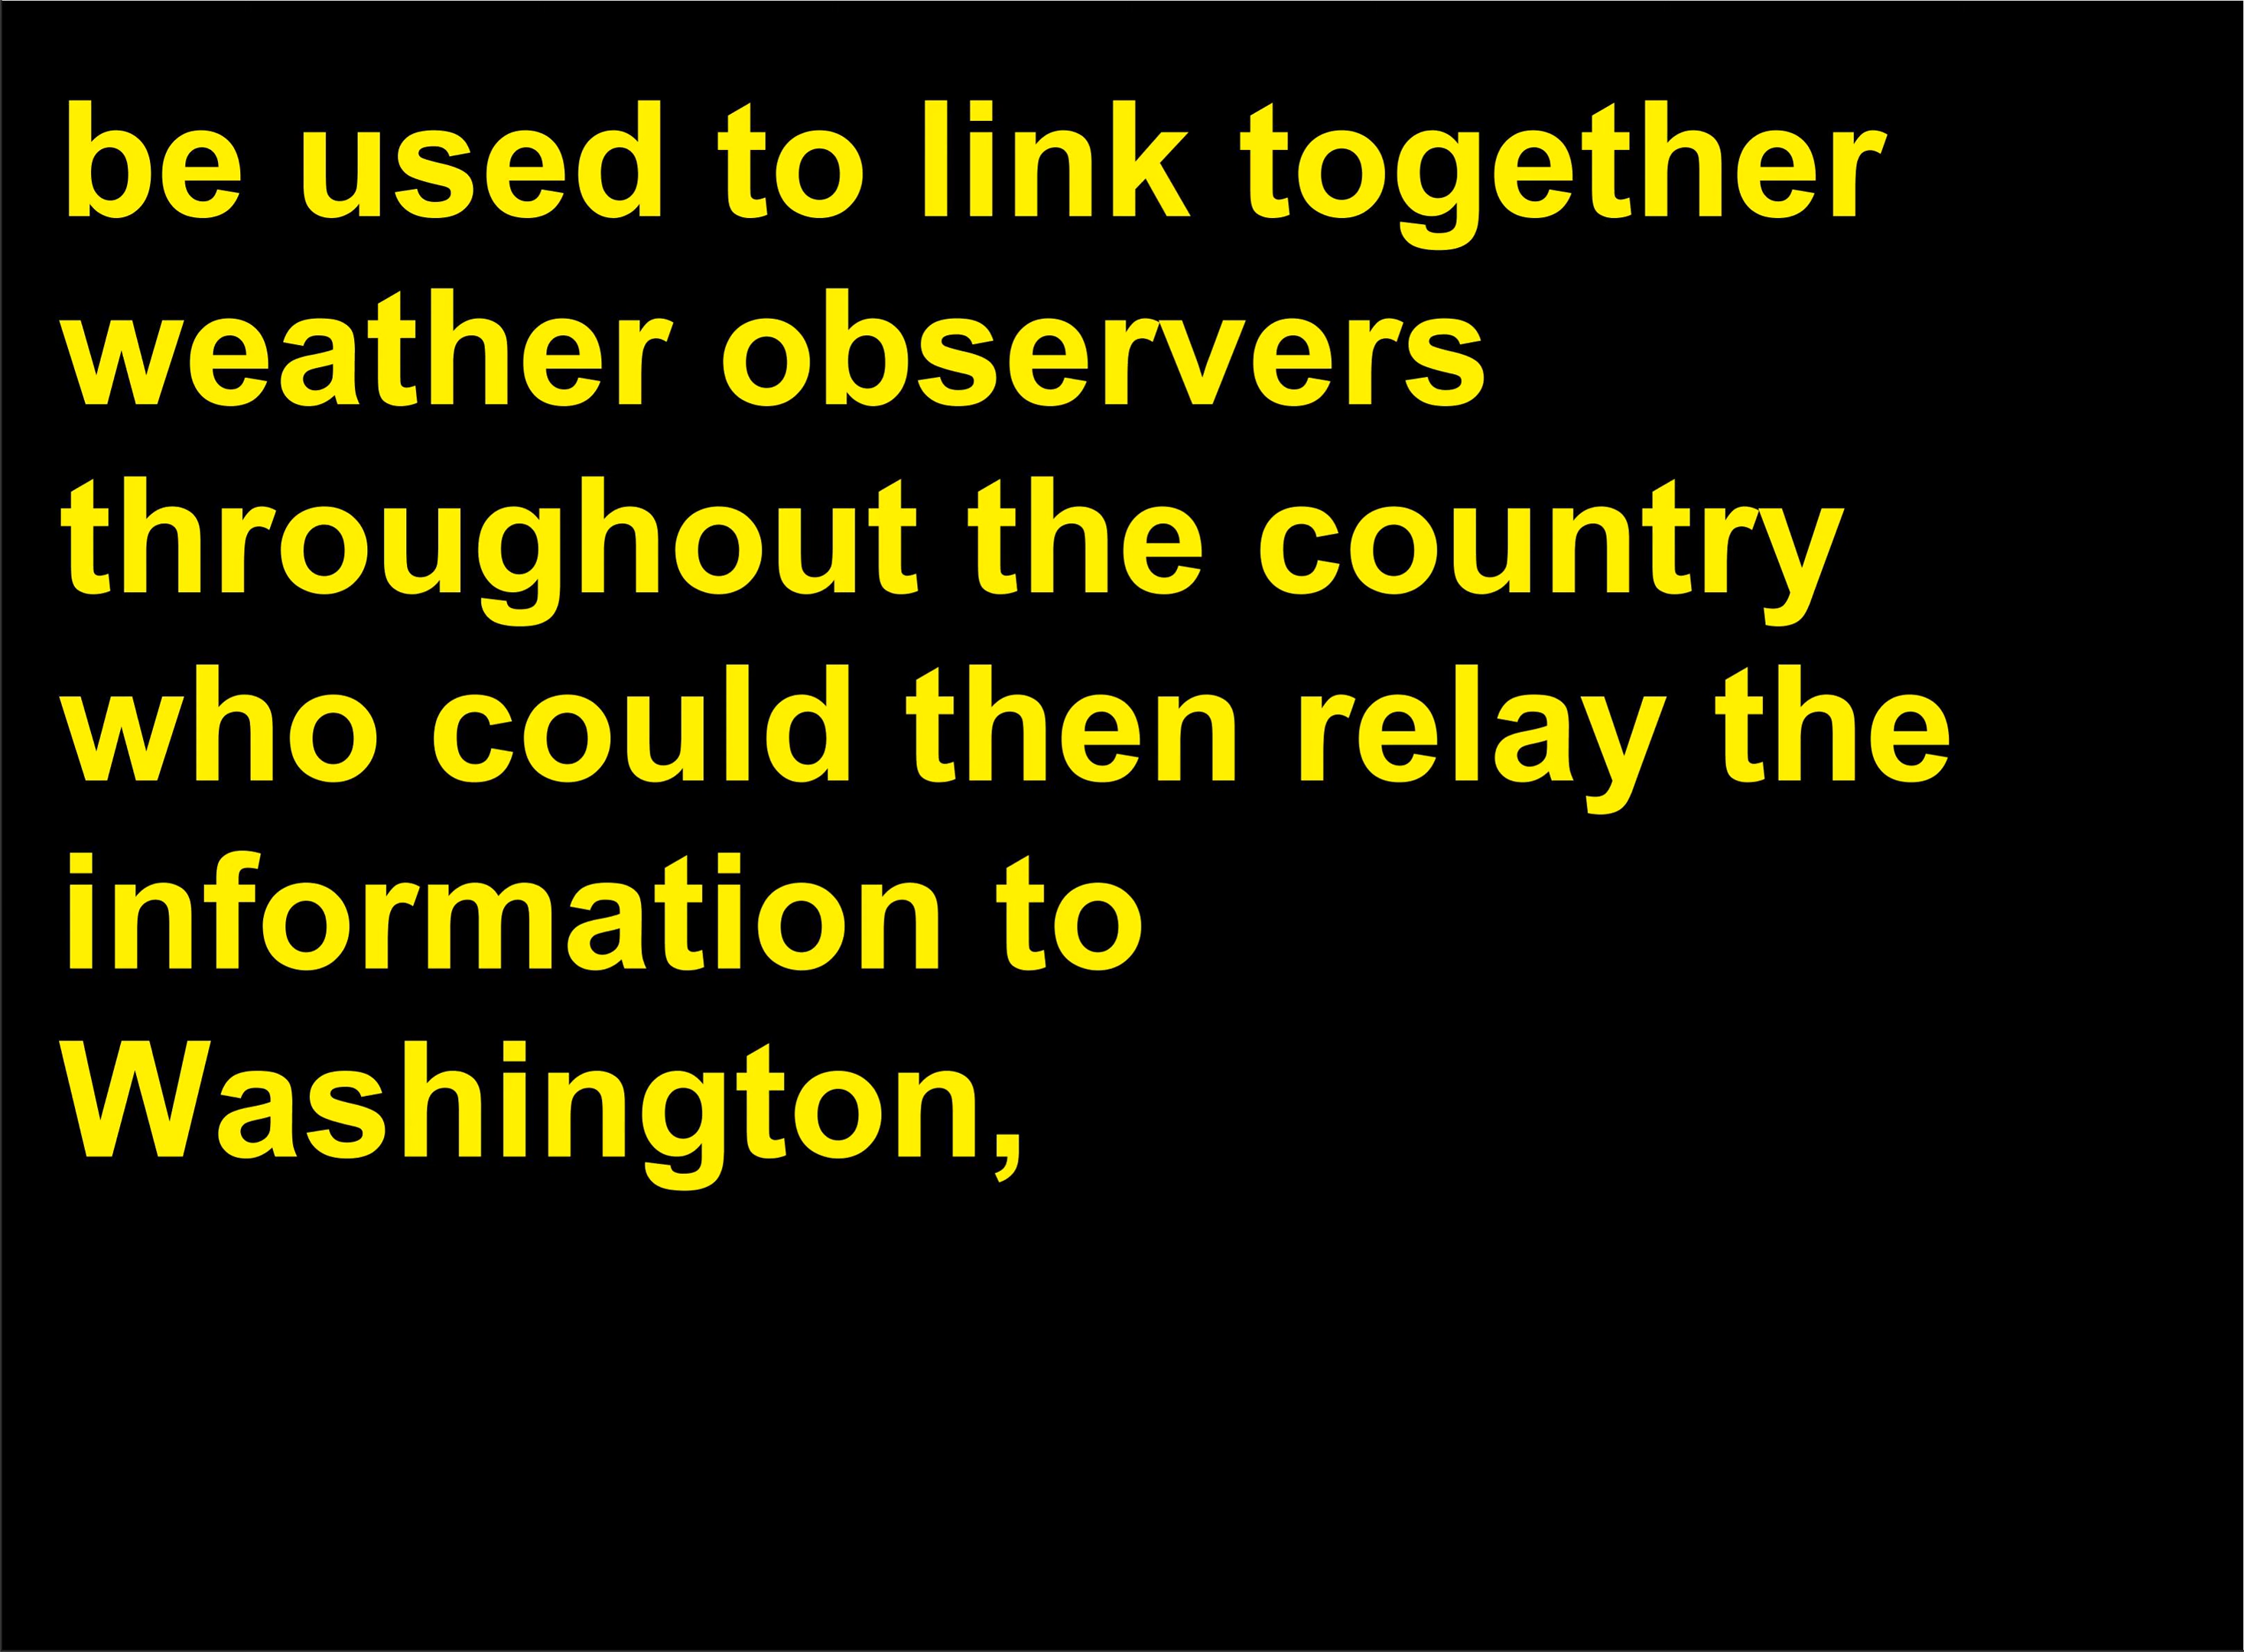 be used to link together
weather observers
throughout the country
who could then relay the
information to
Washington,